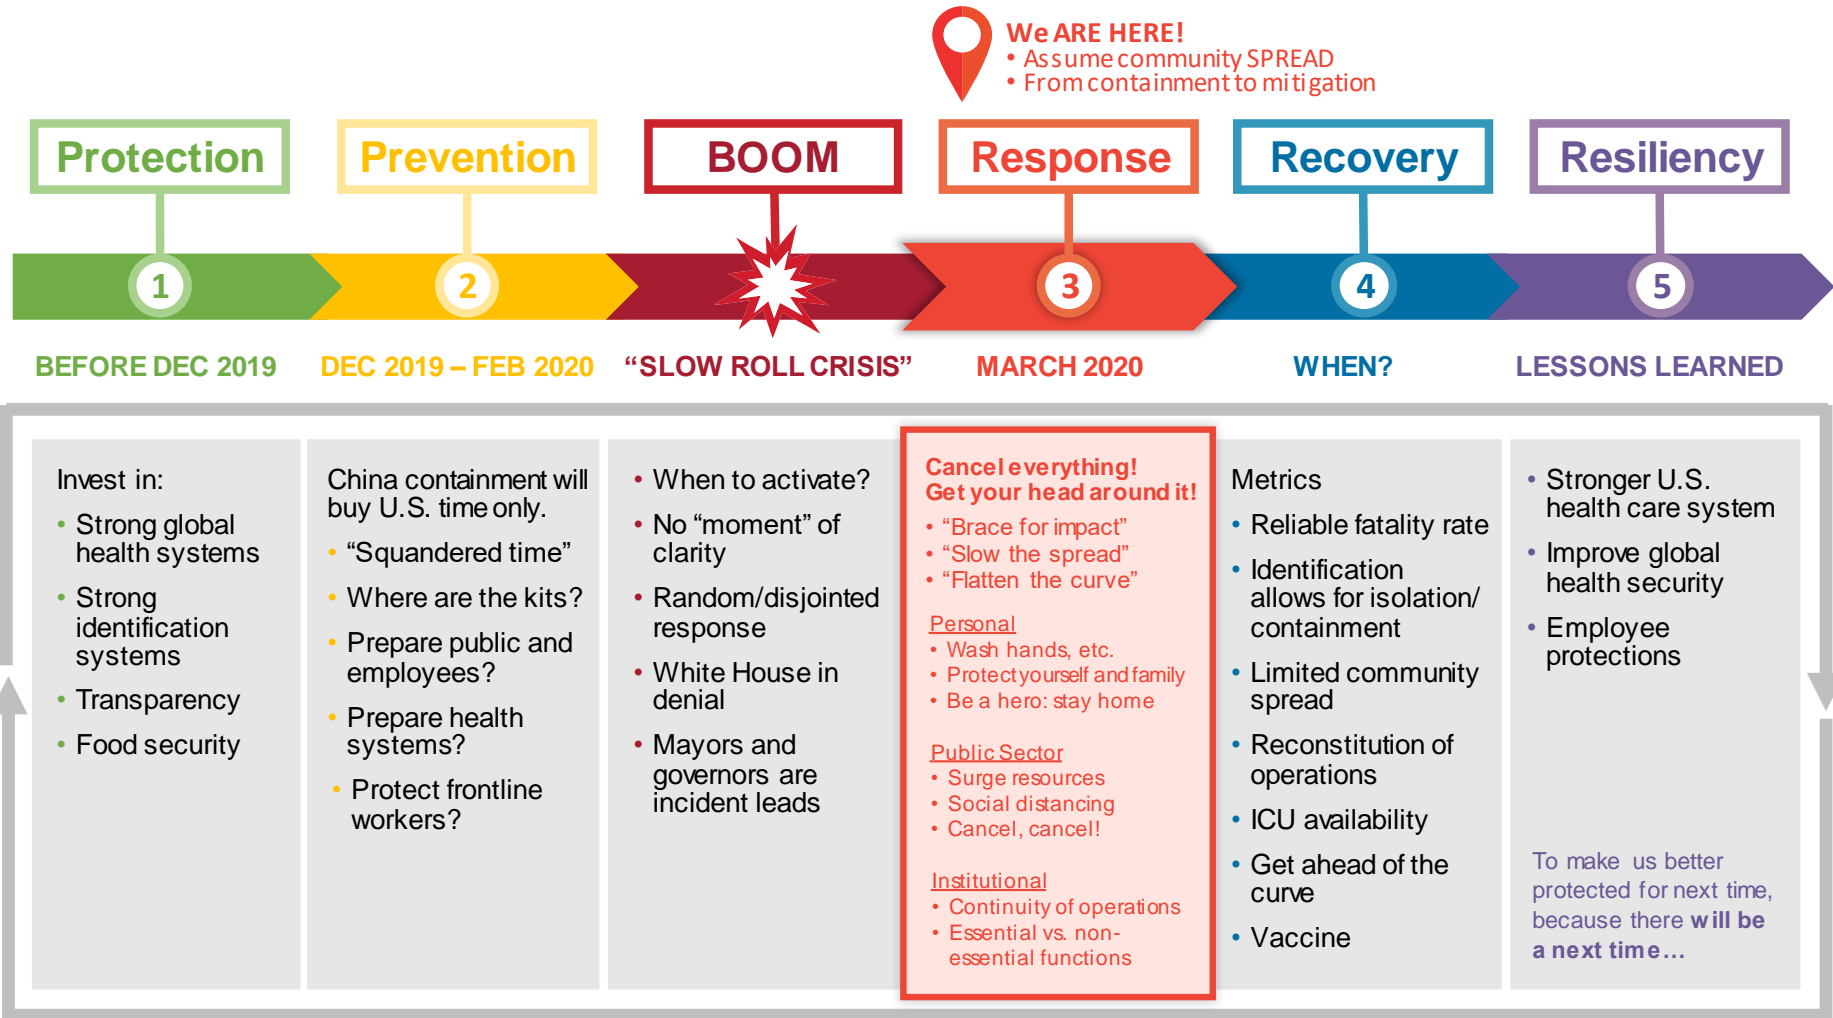 We ARE HERE!
• Assume community SPREAD
• From containment to mitigation
Protection
Prevention
BOOM
Response
Recovery
Resiliency
1
2
3
4
5
BEFORE DEC 2019
DEC 2019 – FEB 2020
“SLOW ROLL CRISIS”
MARCH 2020
WHEN?
LESSONS LEARNED
Invest in:
• Strong global
health systems
• Strong
identification
systems
• Transparency
• Food security
China containment will
buy U.S. time only.
• “Squandered time”
• Where are the kits?
• Prepare public and
employees?
• Prepare health
systems?
• Protect frontline
workers?
• When to activate?
• No “moment” of
clarity
• Random/disjointed
response
• White House in
denial
• Mayors and
governors are
incident leads
Cancel everything!
Get your head around it!
• “Brace for impact”
• “Slow the spread”
• “Flatten the curve”
Personal
• Wash hands, etc.
• Protect yourself and family
• Be a hero: stay home
Public Sector
• Surge resources
• Social distancing
• Cancel, cancel!
Institutional
• Continuity of operations
• Essential vs. non-
essential functions
Metrics
• Reliable fatality rate
• Identification
allows for isolation/
containment
• Limited community
spread
• Reconstitution of
operations
• ICU availability
• Get ahead of the
curve
• Vaccine
• Stronger U.S.
health care system
• Improve global
health security
• Employee
protections
To make us better
protected for next time,
because there will be
a next time…